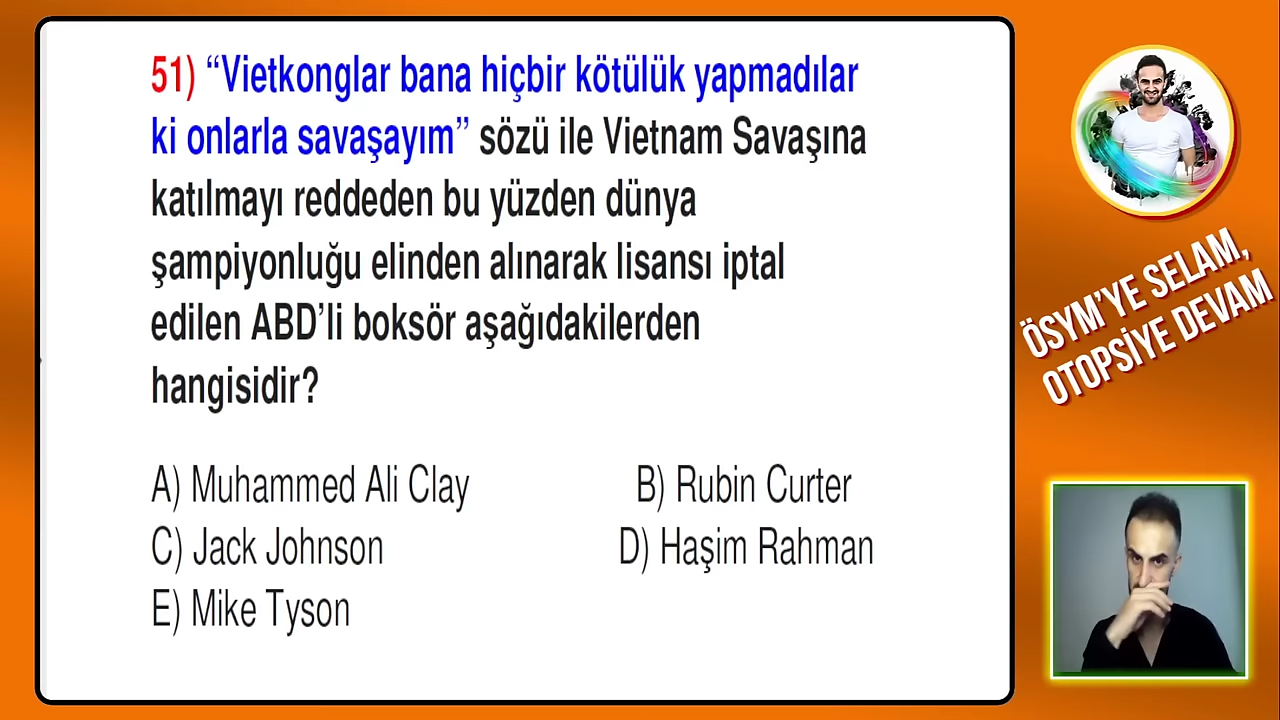 51) “Vietkonglar bana hiçbir kötülük yapmadılar
ki onlarla savaşayım” sözü ile Vietnam Savaşına
katılmayı reddeden bu yüzden dünya
şampiyonluğu elinden alınarak lisansı iptal
edilen ABD’li boksör aşağıdakilerden
hangisidir?
A) Muhammed Ali Clay B) Rubin Curter
C) Jack Johnson D) Haşim Rahman
E) Mike Tyson
ÖSYM’YE SELAM,
OTOPSİYE DEVAM